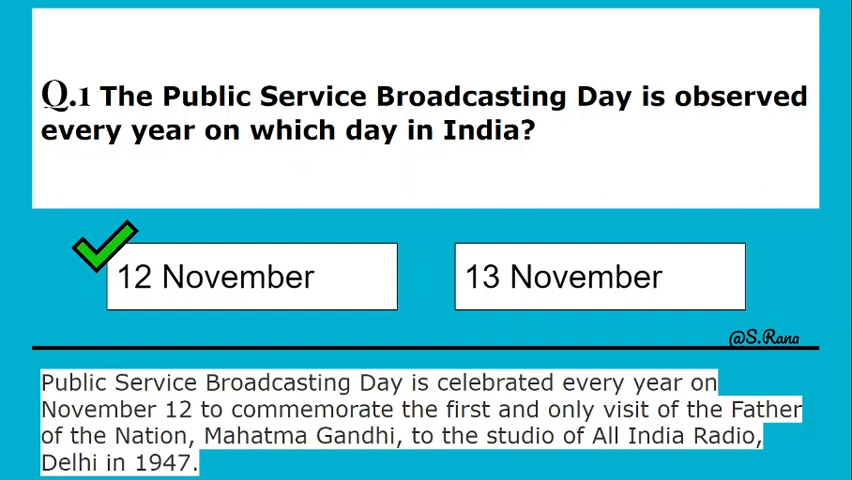 Q.1 The Public Service Broadcasting Day is observed
every year on which day in India?
12 November
13 November
@S.Rana
Public Service Broadcasting Day is celebrated every year on
November 12 to commemorate the first and only visit of the Father
of the Nation, Mahatma Gandhi, to the studio of All India Radio,
Delhi in 1947.